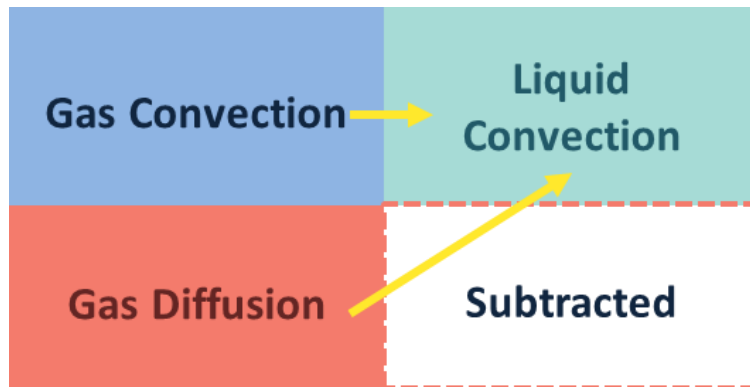 Gas Convection
Liquid
Convection
Gas Diffusion
Subtracted